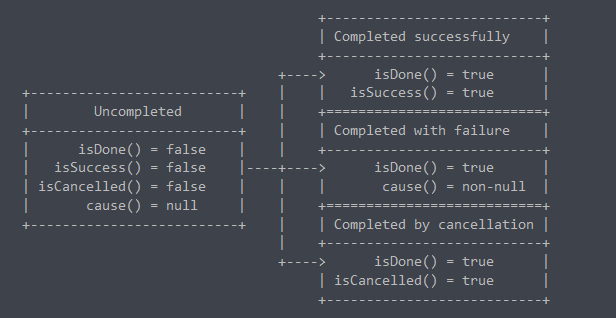 +---------------------------+
                                      | Completed successfully    |
                                      +---------------------------+
                                 +---->      isDone() = true      |
 +--------------------------+    |    |   isSuccess() = true      |
 |        Uncompleted       |    |    +===========================+
 +--------------------------+    |    | Completed with failure    |
 |      isDone() = false    |    |    +---------------------------+
 |   isSuccess() = false    |----+---->      isDone() = true      |
 | isCancelled() = false    |    |    |       cause() = non-null  |
 |       cause() = null     |    |    +===========================+
 +--------------------------+    |    | Completed by cancellation |
                                 |    +---------------------------+
                                 +---->      isDone() = true      |
                                      | isCancelled() = true      |
                                      +---------------------------+